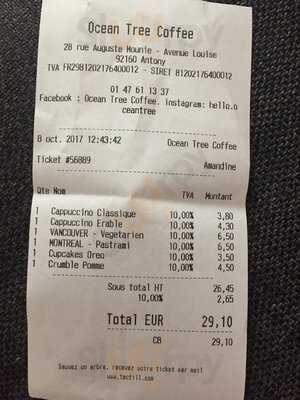 Ocean Tree Coffee
28 rue Auguste Mounie - Avenue Louise
92160 Antony
TVA FR2981202176400012 - SIRET 81202176400012
01 47 61 13 37
Facebook : Ocean Tree Coffee. Instagram: hello.o
ceantree
8 oct. 2017 12:43:42 Ocean Tree Coffee
Ticket #56889 Amandine
Qte Nom TVA Montant
1 Cappuccino Classique 10,00% 3,80
1 Cappuccino Erable 10,00% 4,30
1 VANCOUVER - Vegetarien 10,00% 6,50
1 MONTREAL - Pastrami 10,00% 6,50
1 Cupcakes Oreo 10,00% 3,50
1 Crumble Pomme 10,00% 4,50
Sous total HT 26,45
10,00% 2,65
Total EUR 29,10
CB 29,10
Sauvez un arbre, recevez votre ticket par mail
www.tactill.com